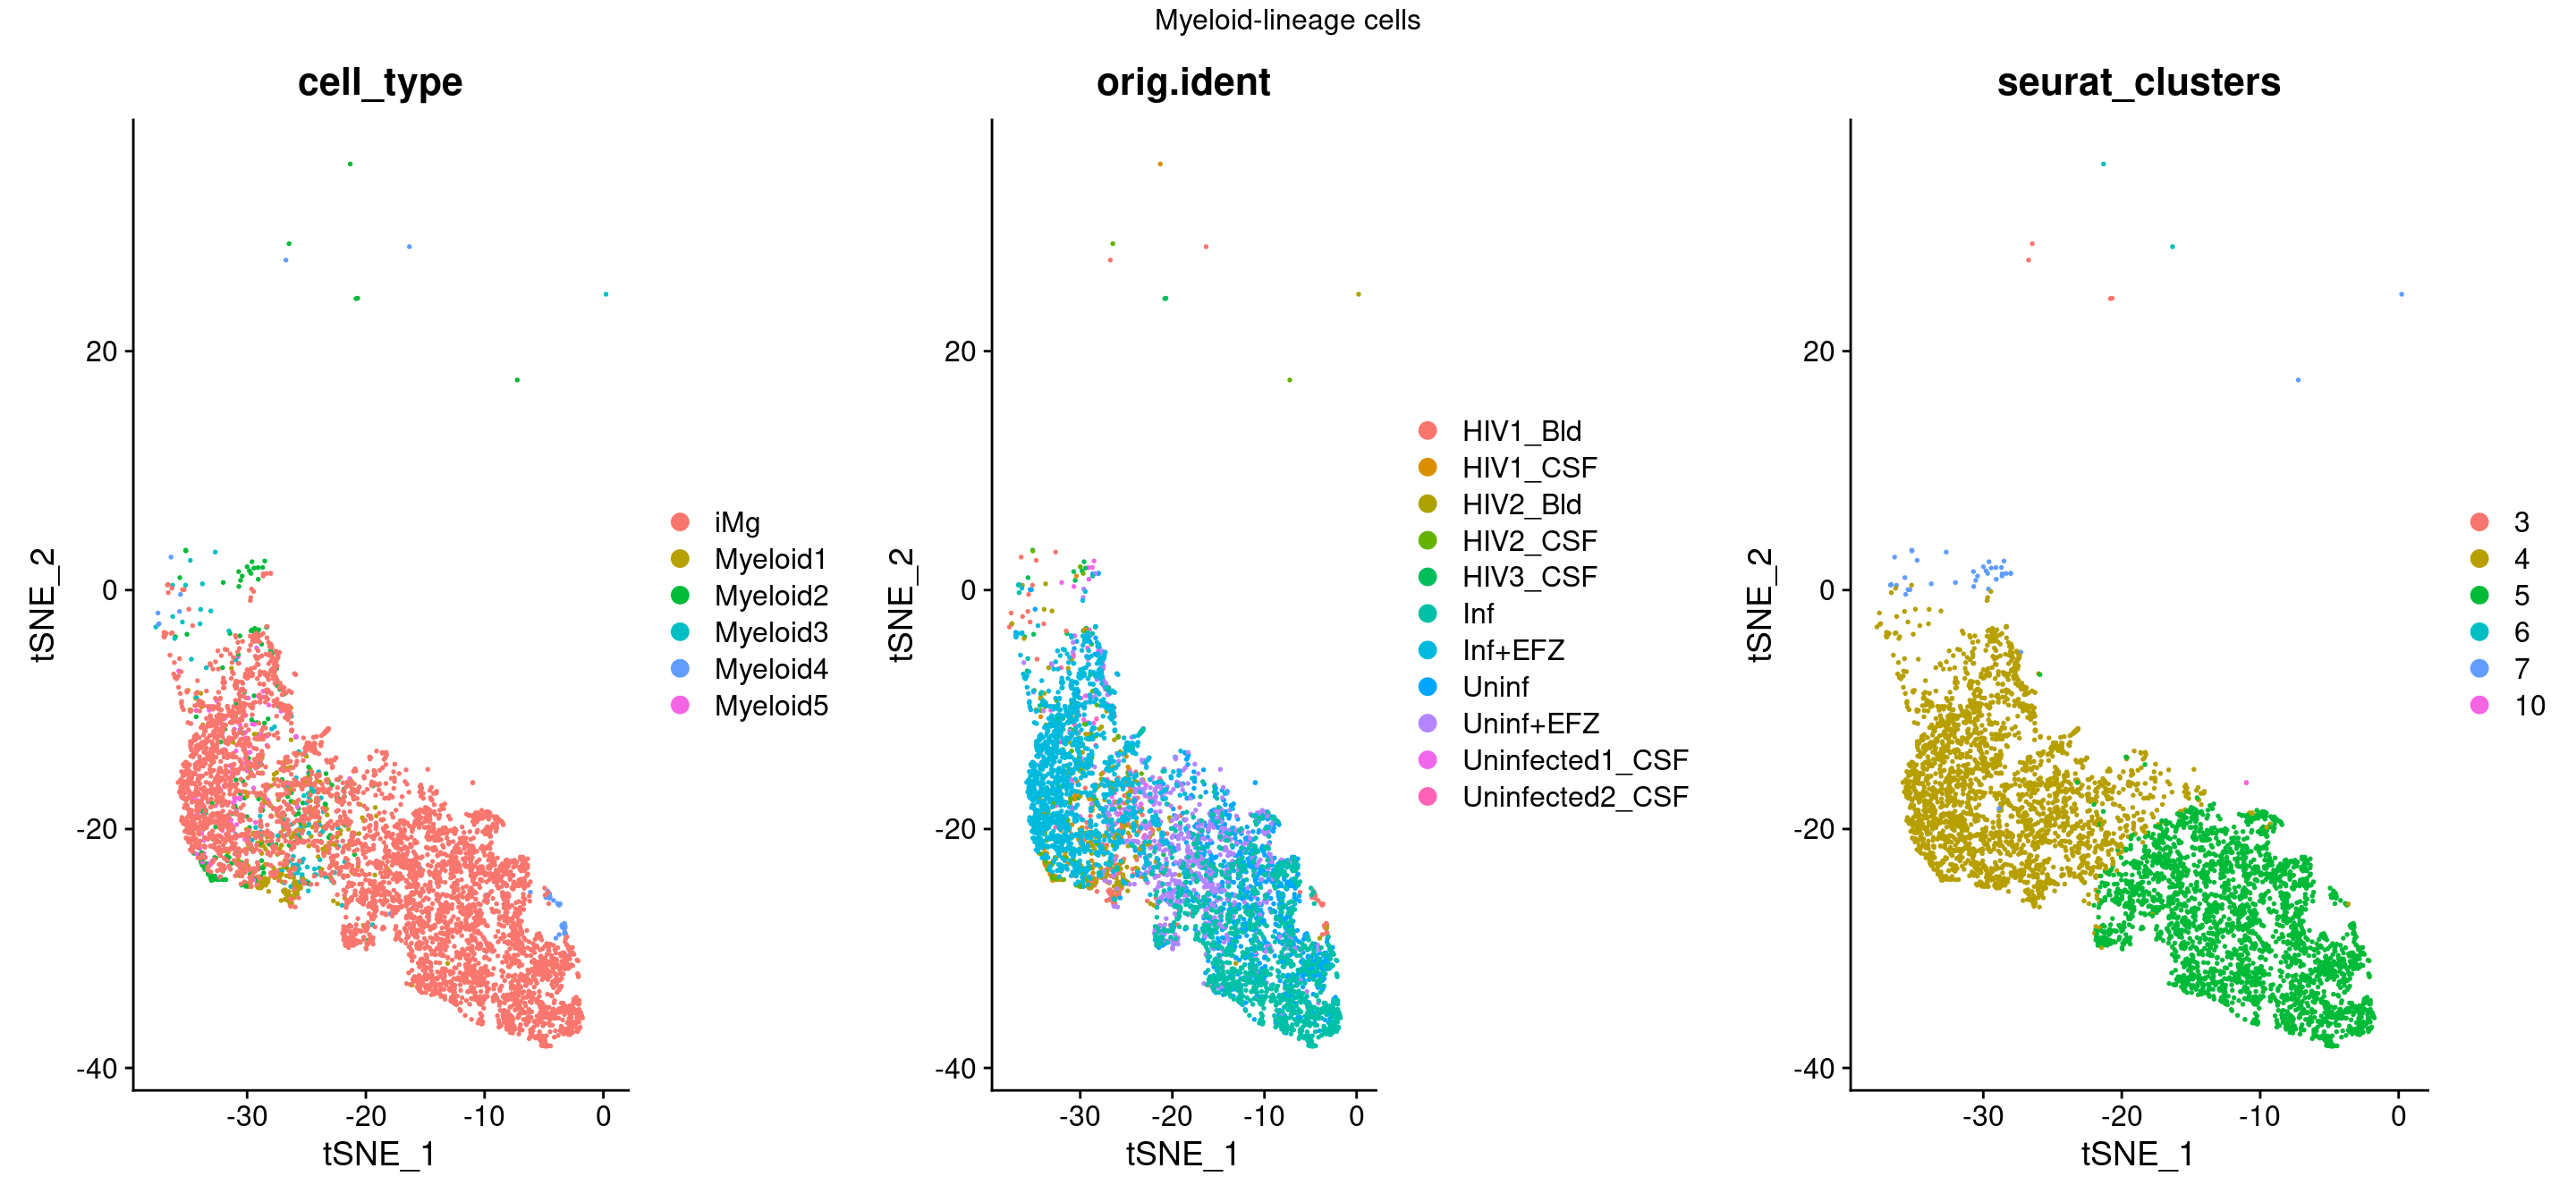 Myeloid-lineage cells
cell_type
tSNE_2
20
0
-20
-40
-30
-20
-10
0
tSNE_1
iMg
Myeloid1
Myeloid2
Myeloid3
Myeloid4
Myeloid5
orig.ident
tSNE_2
20
0
-20
-40
-30
-20
-10
0
tSNE_1
HIV1_Bld
HIV1_CSF
HIV2_Bld
HIV2_CSF
HIV3_CSF
Inf
Inf+EFZ
Uninf
Uninf+EFZ
Uninfected1_CSF
Uninfected2_CSF
seurat_clusters
tSNE_2
20
0
-20
-40
-30
-20
-10
0
tSNE_1
3
4
5
6
7
10